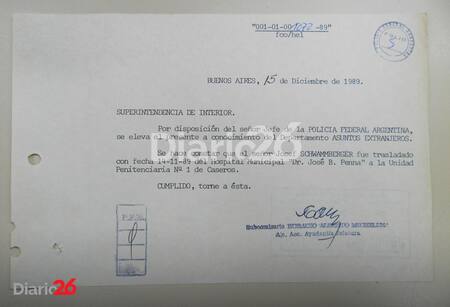 "001-01-00 1072 -89"
fco/hel
BUENOS AIRES, 15 de Diciembre de 1989.
SUPERINTENDENCIA DE INTERIOR.
Por disposición del señor Jefe de la POLICIA FEDERAL ARGENTINA,
se eleva el presente a conocimiento del Departamento ASUNTOS EXTRANJEROS.
Se hace constar que el señor Josef SCHWAMMBERGER fue trasladado
con fecha 14-11-89 del Hospital Municipal "Dr. José B. Penna" a la Unidad
Penitenciaria Nº 1 de Caseros.
CUMPLIDO, torne a ésta.
Subcomisario
Diario26
Diario26